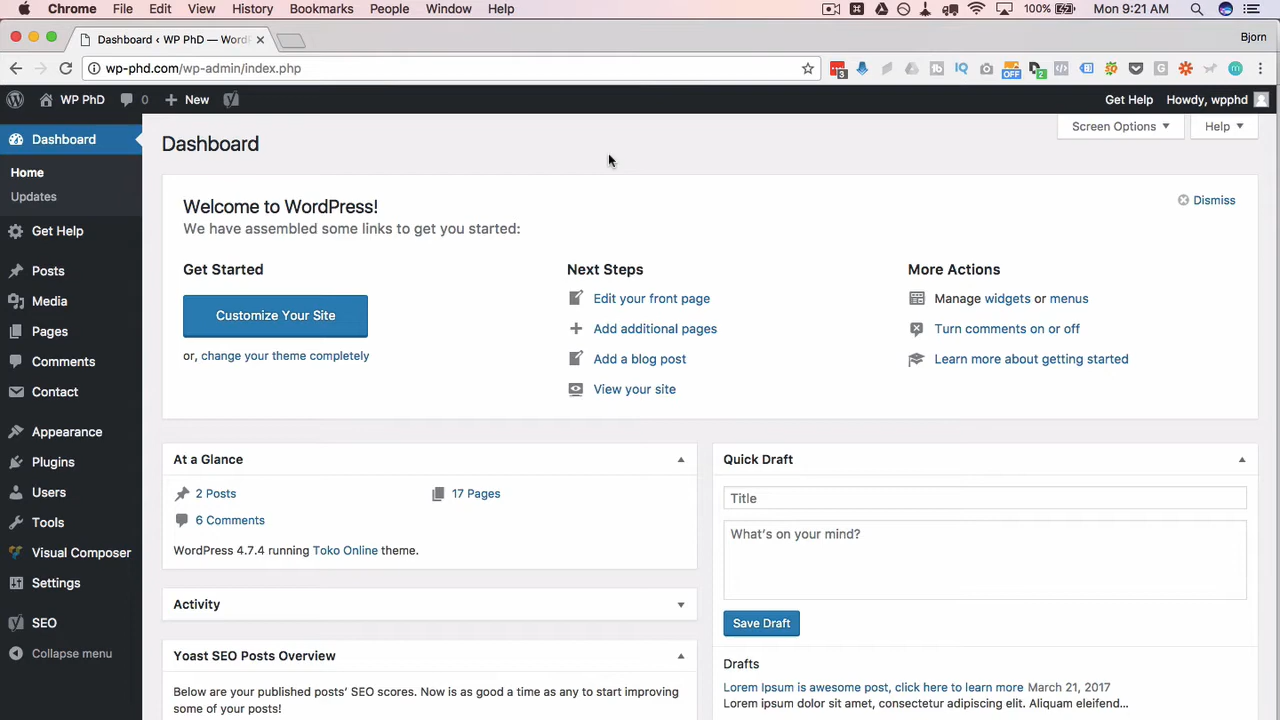 Chrome File Edit View History Bookmarks People Window Help 100% Mon 9:21 AM
Dashboard ‹ WP PhD — Word
Bjorn
wp-phd.com/wp-admin/index.php
WP PhD 0 New Get Help Howdy, wpphd
Dashboard
Home
Updates
Get Help
Posts
Media
Pages
Comments
Contact
Appearance
Plugins
Users
Tools
Visual Composer
Settings
SEO
Collapse menu
Screen Options Help
Dashboard
Welcome to WordPress!
Dismiss
We have assembled some links to get you started:
Get Started
Customize Your Site
or, change your theme completely
Next Steps
Edit your front page
Add additional pages
Add a blog post
View your site
More Actions
Manage widgets or menus
Turn comments on or off
Learn more about getting started
At a Glance
2 Posts 17 Pages
6 Comments
WordPress 4.7.4 running Toko Online theme.
Activity
Yoast SEO Posts Overview
Below are your published posts' SEO scores. Now is as good a time as any to start improving
some of your posts!
Quick Draft
Title
What's on your mind?
Save Draft
Drafts
Lorem Ipsum is awesome post, click here to learn more March 21, 2017
Lorem ipsum dolor sit amet, consectetur adipiscing elit. Aliquam eleifend…